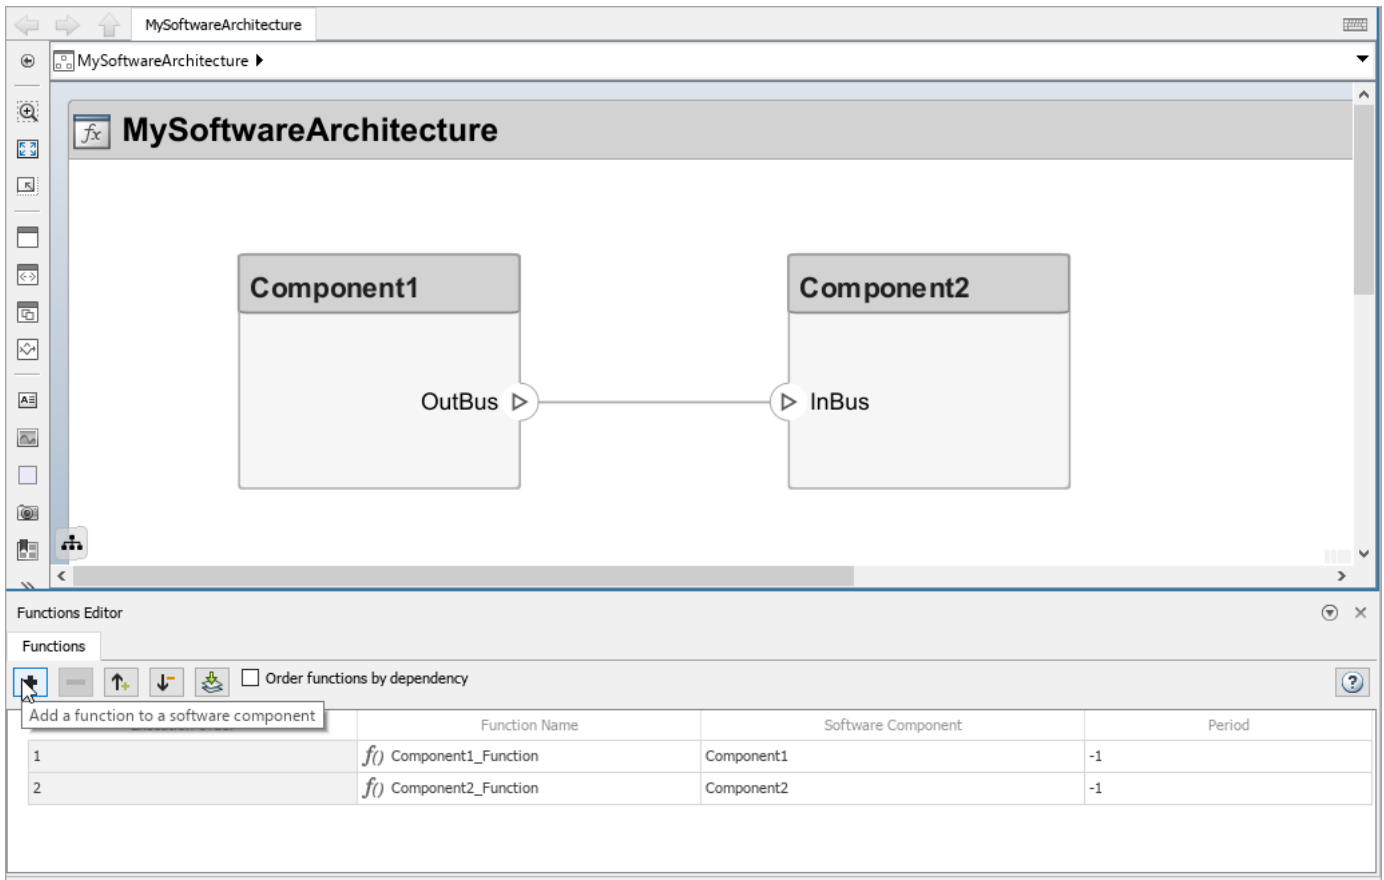 MySoftwareArchitecture
MySoftwareArchitecture
fx MySoftwareArchitecture
Component1
Component2
OutBus
InBus
Functions Editor
Functions
Order functions by dependency
Add a function to a software component
Function Name
Software Component
Period
1 f() Component1_Function Component1 -1
2 f() Component2_Function Component2 -1